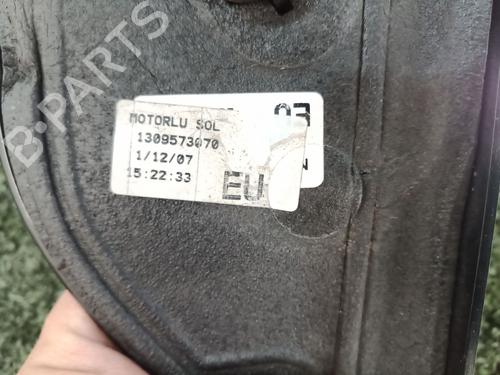 B-PARTS
03
MOTORLU SOL
1309573070
1/12/07
15:22:33
EU
N